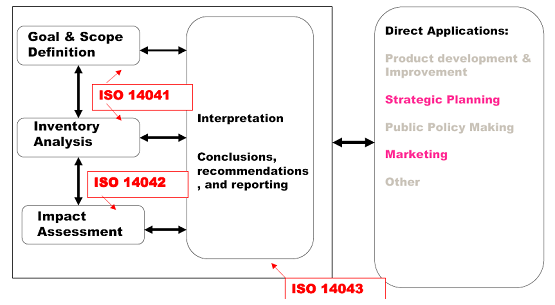 Goal & Scope
Definition
ISO 14041
Inventory
Analysis
ISO 14042
Impact
Assessment
Interpretation
Conclusions,
recommendations
, and reporting
ISO 14043
Direct Applications:
Product development &
Improvement
Strategic Planning
Public Policy Making
Marketing
Other